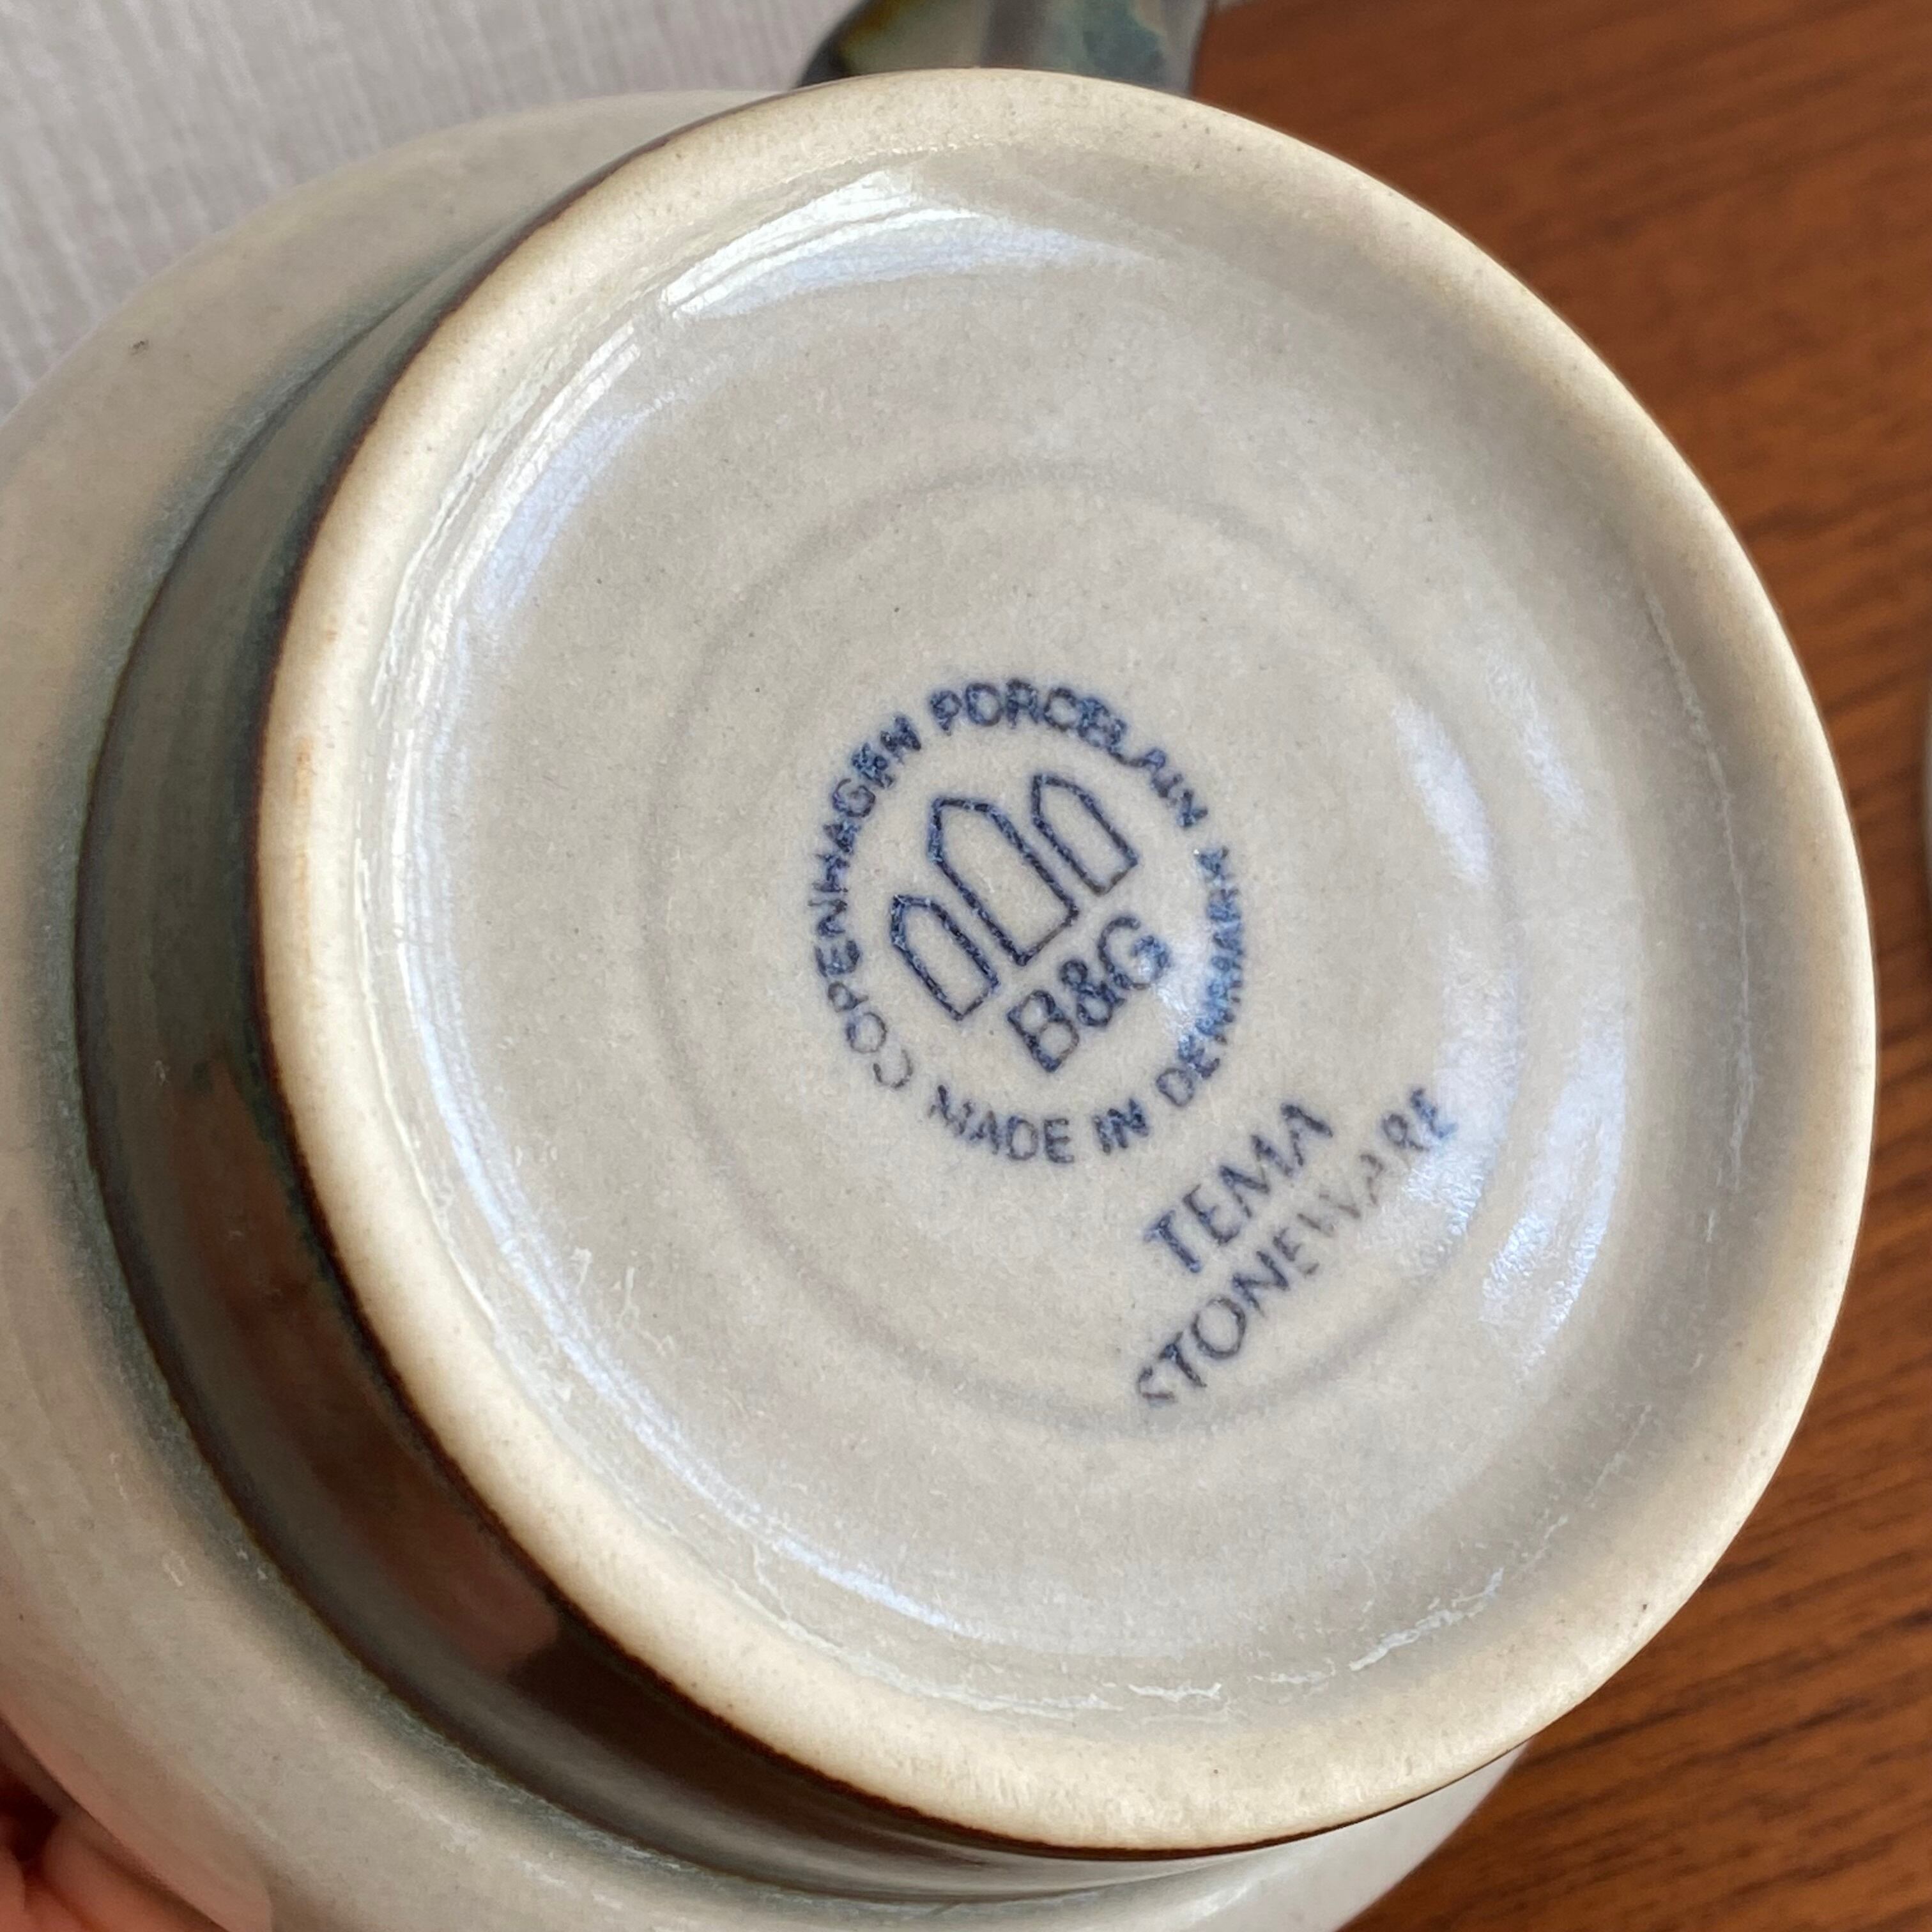 COPENHAGEN PORCELAIN
B&G
MADE IN DENMARK
TEMA
STONEWARE